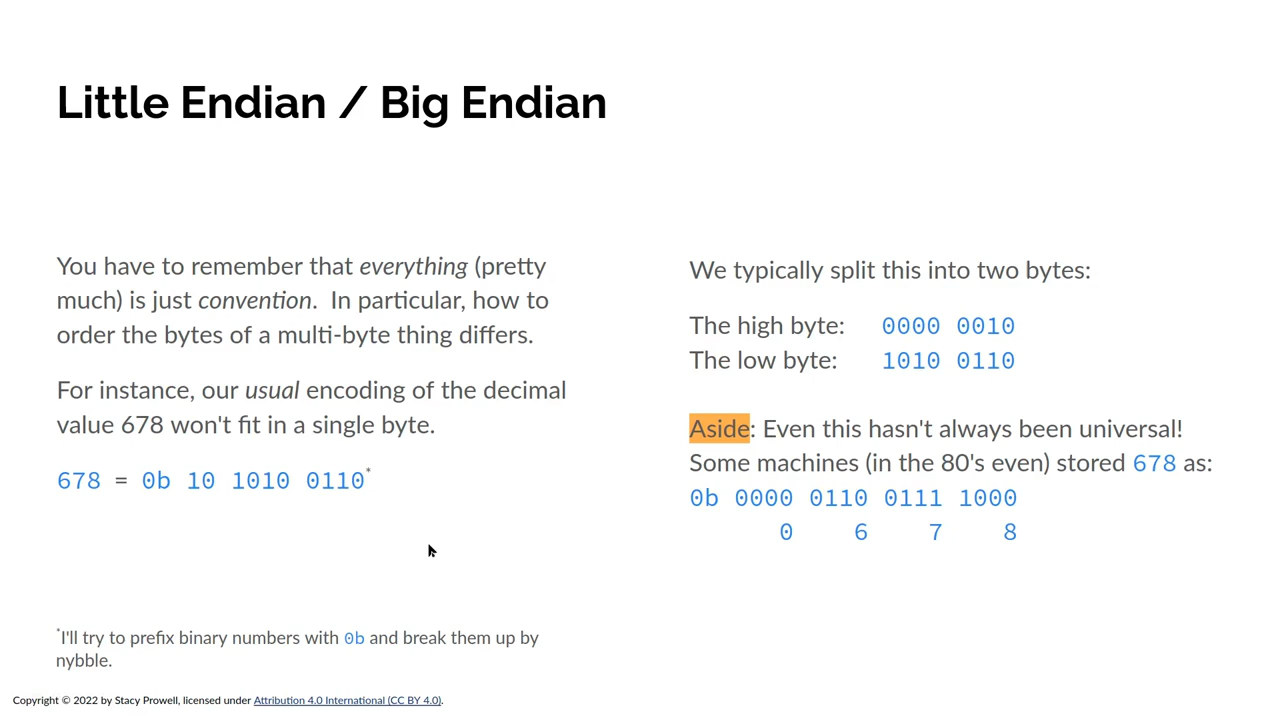 Little Endian / Big Endian
You have to remember that everything (pretty
much) is just convention. In particular, how to
order the bytes of a multi-byte thing differs.
For instance, our usual encoding of the decimal
value 678 won't fit in a single byte.
678 = 0b 10 1010 0110*
*I'll try to prefix binary numbers with 0b and break them up by
nybble.
We typically split this into two bytes:
The high byte: 0000 0010
The low byte: 1010 0110
Aside: Even this hasn't always been universal!
Some machines (in the 80's even) stored 678 as:
0b 0000 0110 0111 1000
0 6 7 8
Copyright © 2022 by Stacy Prowell, licensed under Attribution 4.0 International (CC BY 4.0).